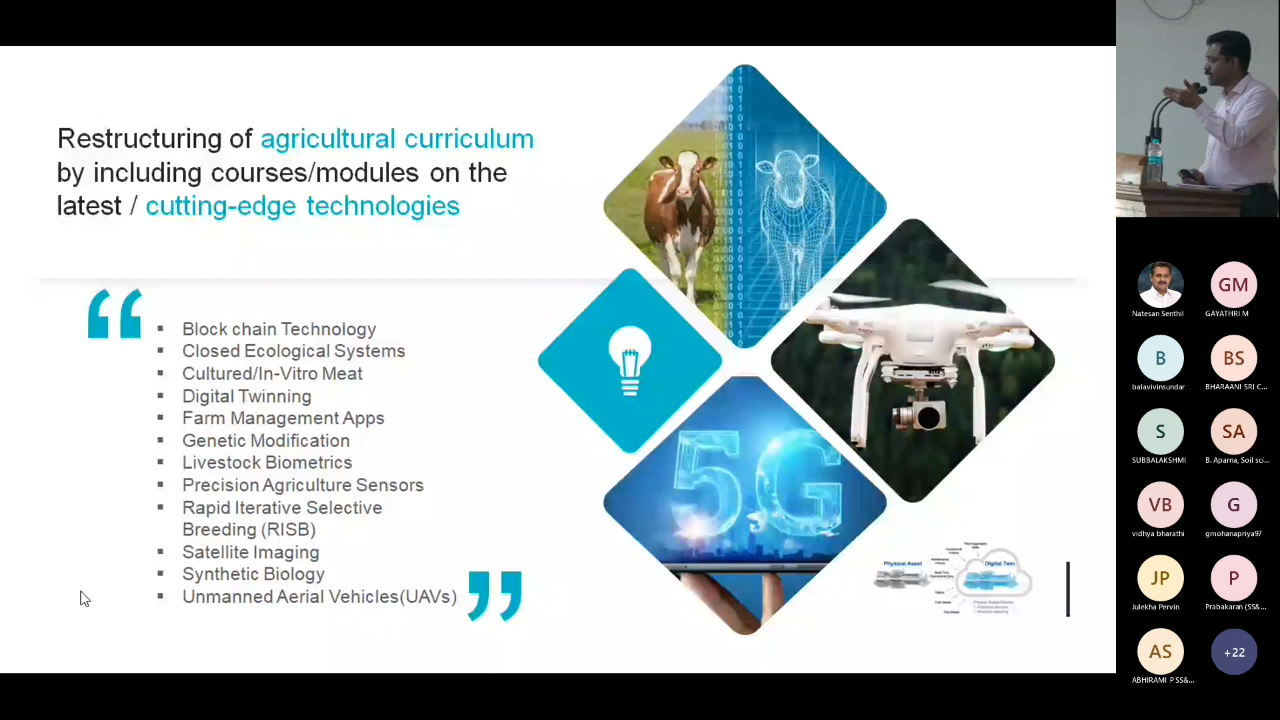 Restructuring of agricultural curriculum
by including courses/modules on the
latest / cutting-edge technologies
“
▪ Block chain Technology
▪ Closed Ecological Systems
▪ Cultured/In-Vitro Meat
▪ Digital Twinning
▪ Farm Management Apps
▪ Genetic Modification
▪ Livestock Biometrics
▪ Precision Agriculture Sensors
▪ Rapid Iterative Selective
Breeding (RISB)
▪ Satellite Imaging
▪ Synthetic Biology
▪ Unmanned Aerial Vehicles(UAVs)
”
5G
Physical Asset
Digital Twin
Natesan Senthil
GM
GAYATHRI M
B
balavivinsundar
BS
BHARAANI SRI C...
S
SUBBALAKSHMI
SA
B. Aparna, Soil sci...
VB
vidhya bharathi
G
gmohanapriya97
JP
Julekha Pervin
P
Prabakaran (SS&...
AS
ABHIRAMI P SS&...
+22